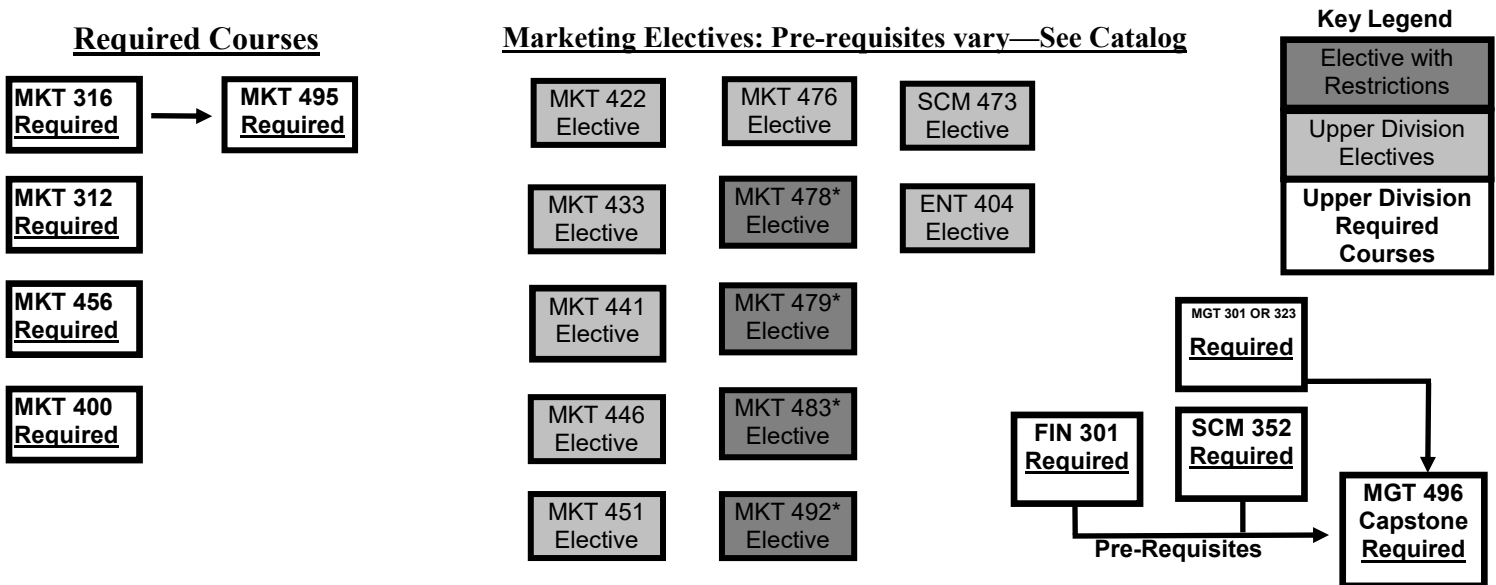 Required Courses
MKT 316
Required
MKT 495
Required
MKT 312
Required
MKT 456
Required
MKT 400
Required
Marketing Electives: Pre-requisites vary—See Catalog
MKT 422
Elective
MKT 476
Elective
SCM 473
Elective
MKT 433
Elective
MKT 478*
Elective
ENT 404
Elective
MKT 441
Elective
MKT 479*
Elective
MKT 446
Elective
MKT 483*
Elective
MKT 451
Elective
MKT 492*
Elective
Key Legend
Elective with
Restrictions
Upper Division
Electives
Upper Division
Required
Courses
MGT 301 OR 323
Required
FIN 301
Required
SCM 352
Required
MGT 496
Capstone
Required
Pre-Requisites